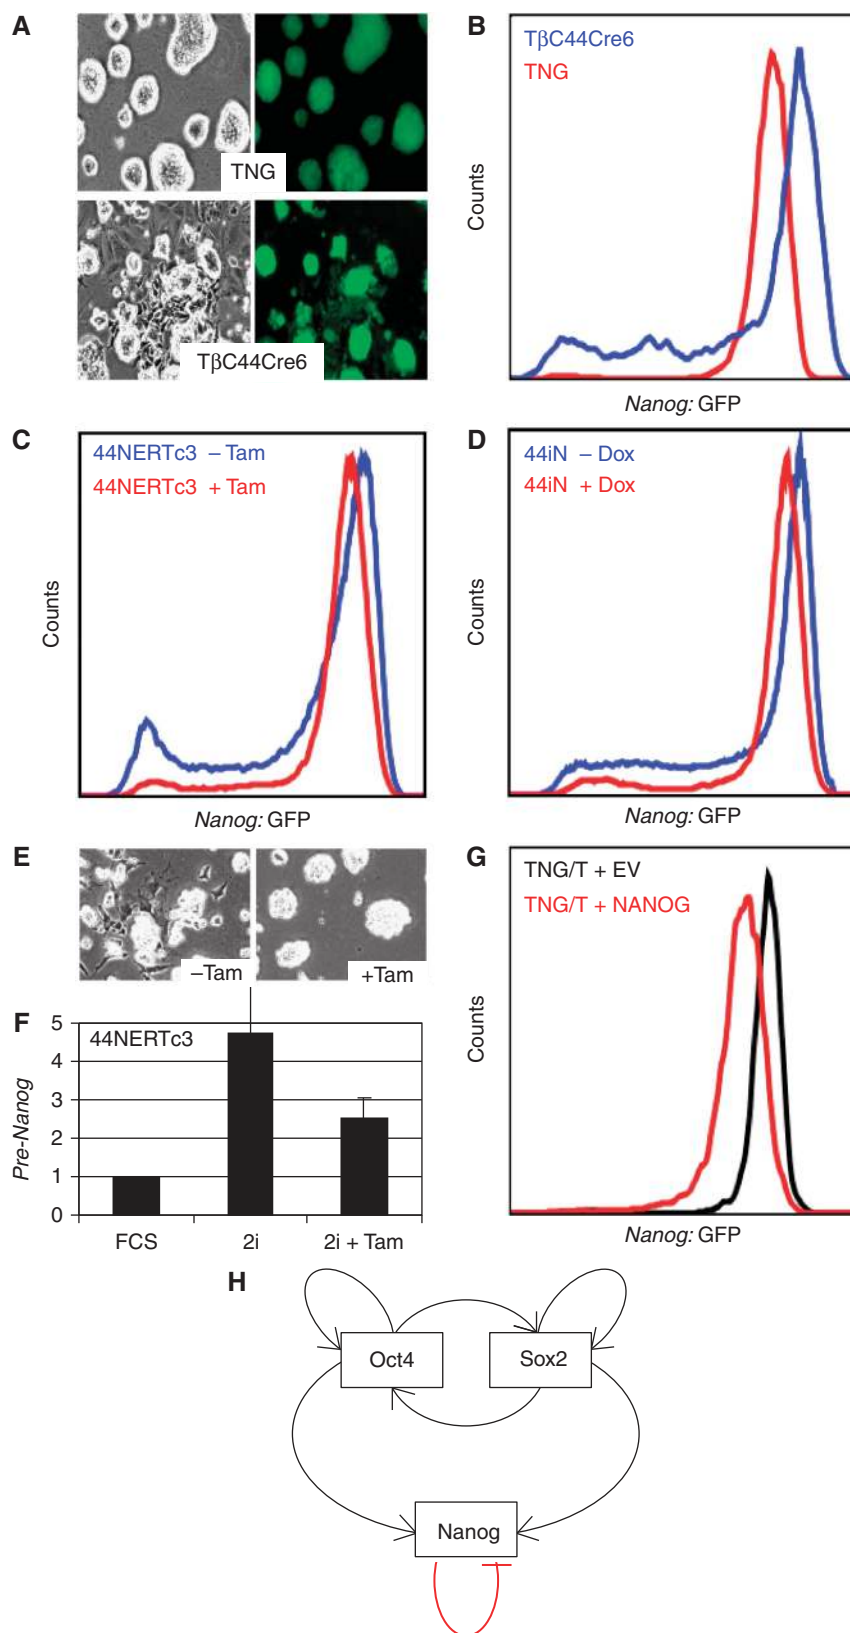 A
TNG
TβC44Cre6
B
TβC44Cre6
TNG
Counts
Nanog: GFP
C
44NERTc3 – Tam
44NERTc3 + Tam
Counts
Nanog: GFP
D
44iN – Dox
44iN + Dox
Counts
Nanog: GFP
E
–Tam
+Tam
F
44NERTc3
Pre-Nanog
5
4
3
2
1
0
FCS
2i
2i + Tam
G
TNG/T + EV
TNG/T + NANOG
Counts
Nanog: GFP
H
Oct4
Sox2
Nanog